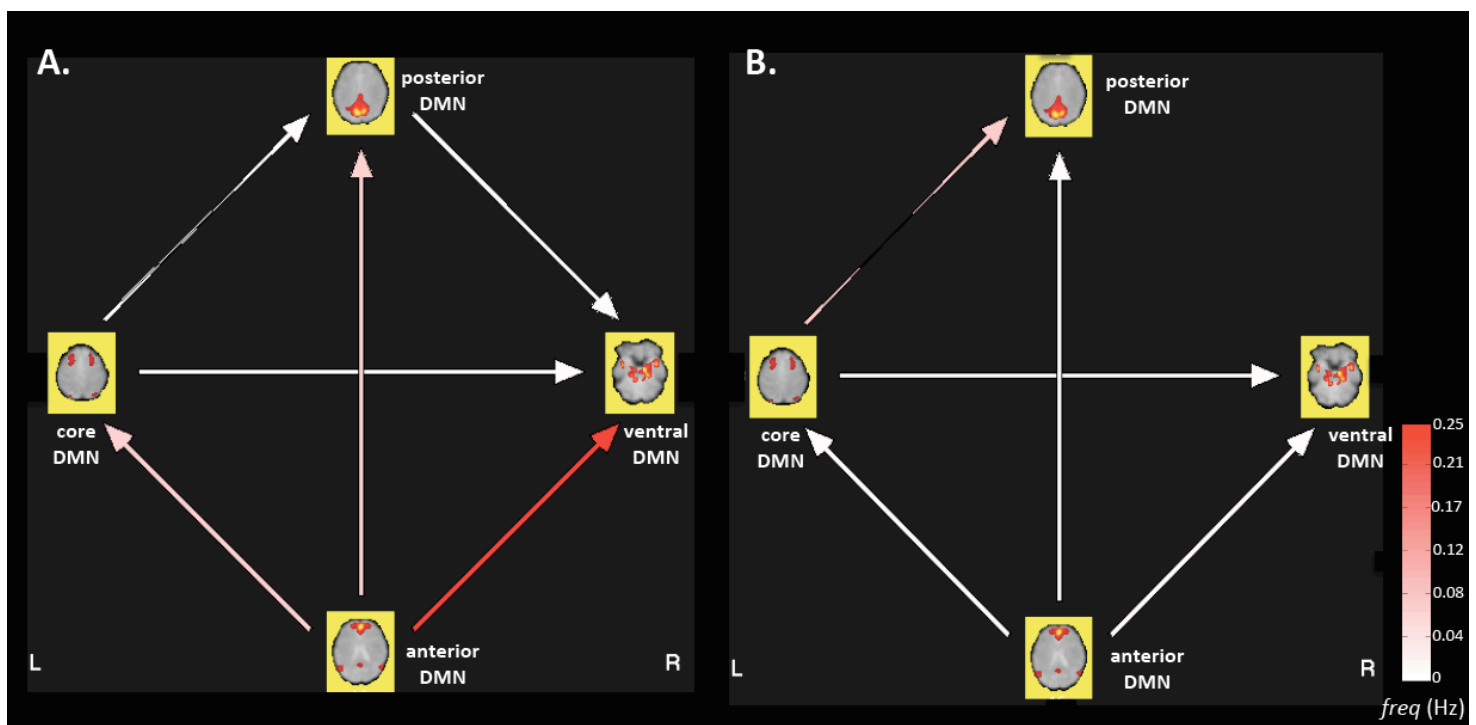 A.
posterior
DMN
core
DMN
ventral
DMN
anterior
DMN
L
R
B.
posterior
DMN
core
DMN
ventral
DMN
anterior
DMN
L
R
0.25
0.21
0.17
0.12
0.08
0.04
0
freq (Hz)